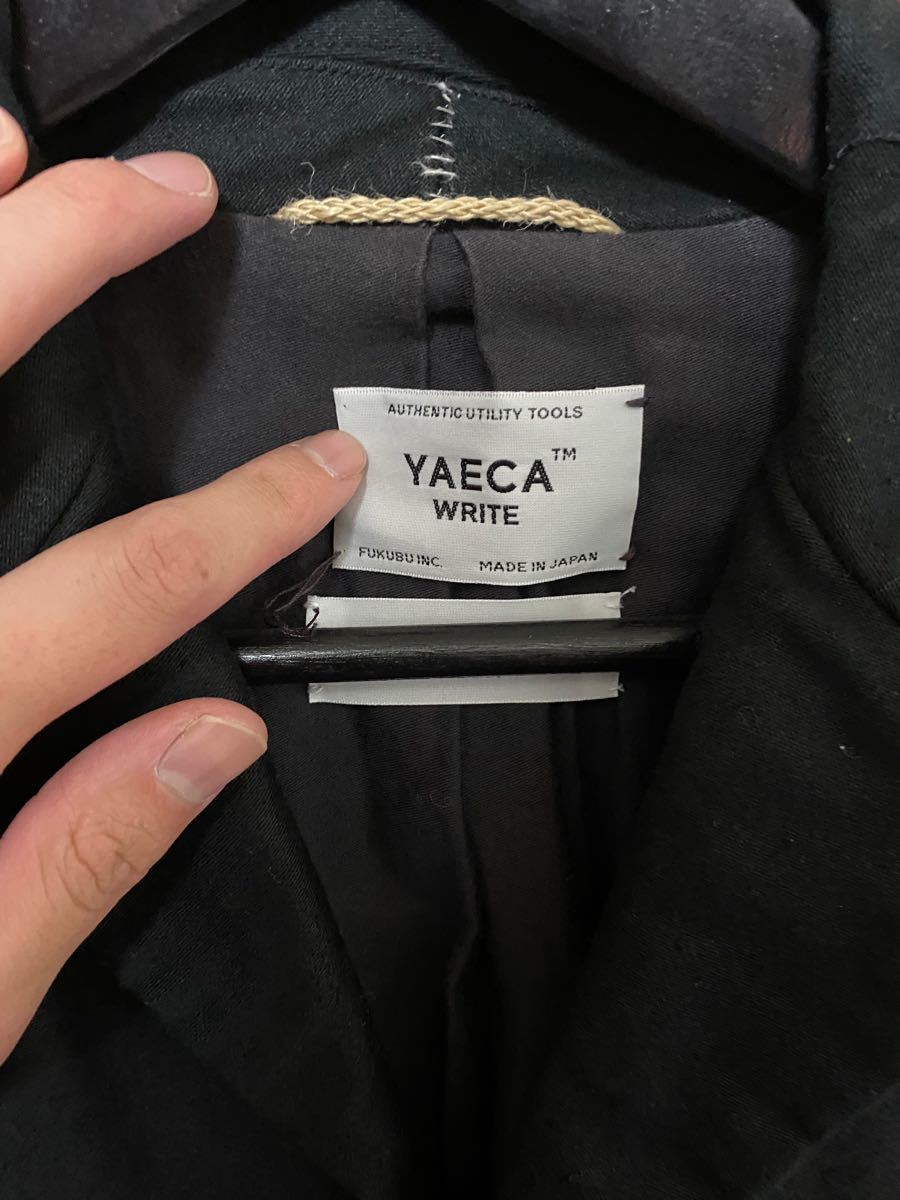 AUTHENTIC UTILITY TOOLS
YAECA™
WRITE
FUKUBU INC. MADE IN JAPAN